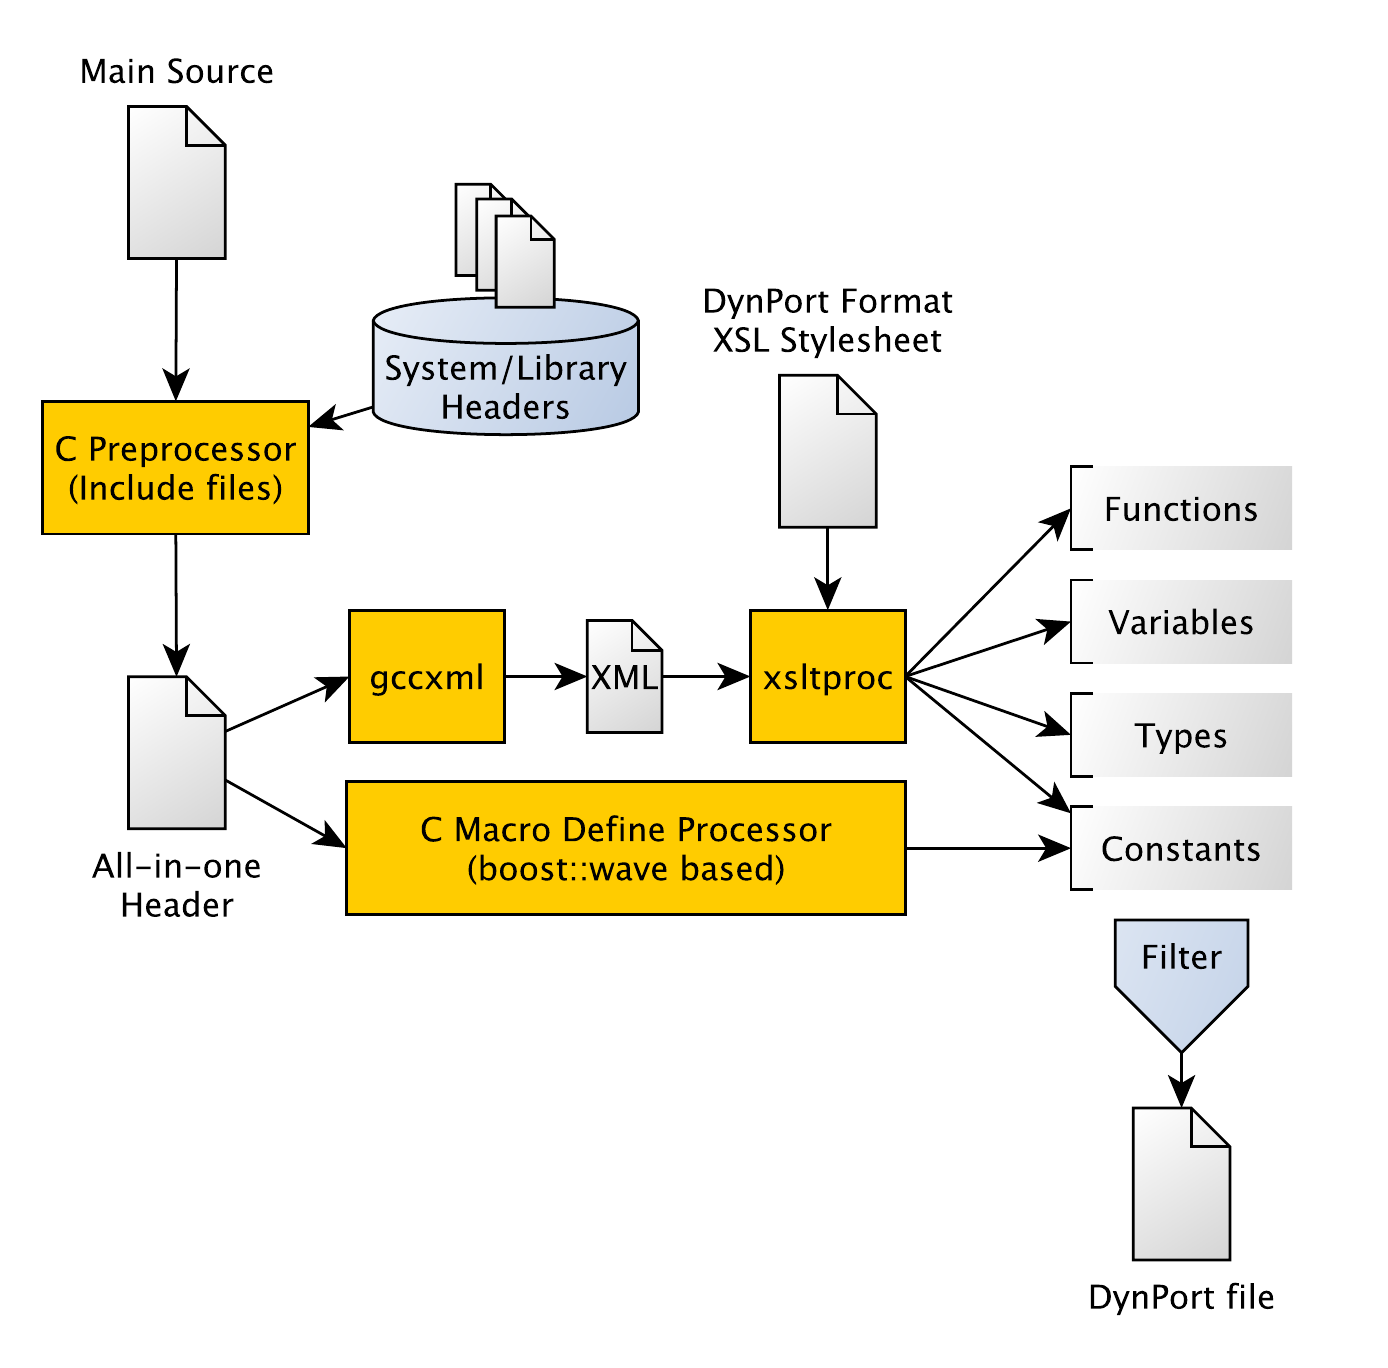 Main Source
System/Library
Headers
DynPort Format
XSL Stylesheet
C Preprocessor
(Include files)
Functions
Variables
gccxml
XML
xsltproc
Types
C Macro Define Processor
(boost::wave based)
Constants
All-in-one
Header
Filter
DynPort file